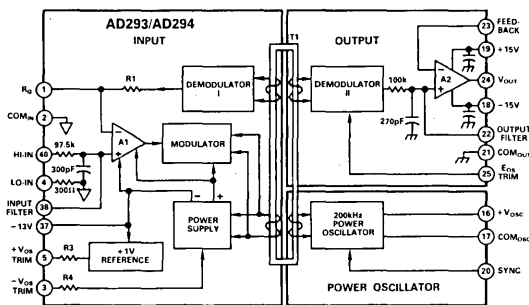 AD293/AD294
INPUT
T1
OUTPUT
POWER OSCILLATOR
RG 1
COMIN 2
HI-IN 40
LO-IN 4
INPUT FILTER 38
-13V 37
+VOS TRIM 5
-VOS TRIM 3
R1
97.5k
300pF
300Ω
R3
R4
A1
DEMODULATOR I
MODULATOR
- +
POWER SUPPLY
+1V REFERENCE
DEMODULATOR II
100k
270pF
A2
200kHz POWER OSCILLATOR
23 FEED-BACK
19 +15V
24 VOUT
18 -15V
22 OUTPUT FILTER
21 COMOUT
25 EOS TRIM
16 +VOSC
17 COMOSC
20 SYNC